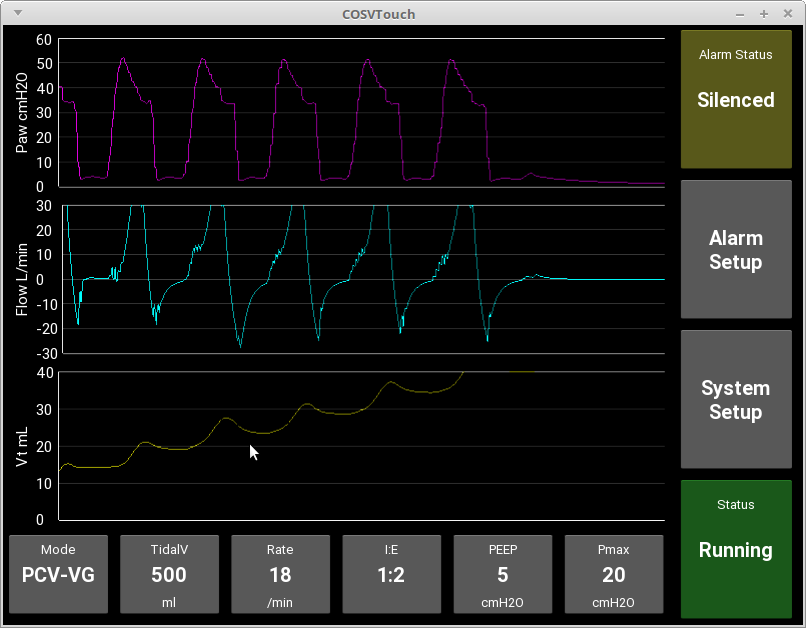 COSVTouch
Paw cmH2O
60
50
40
30
20
10
0
Flow L/min
30
20
10
0
-10
-20
-30
Vt mL
40
30
20
10
0
Alarm Status
Silenced
Alarm
Setup
System
Setup
Status
Running
Mode
PCV-VG
TidalV
500
ml
Rate
18
/min
I:E
1:2
PEEP
5
cmH2O
Pmax
20
cmH2O